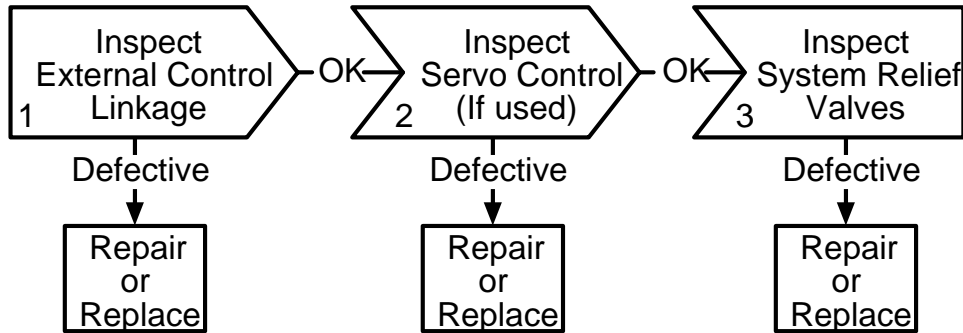 Inspect
External Control
Linkage
1
OK
Inspect
Servo Control
(If used)
2
OK
Inspect
System Relief
Valves
3
Defective
Defective
Defective
Repair
or
Replace
Repair
or
Replace
Repair
or
Replace